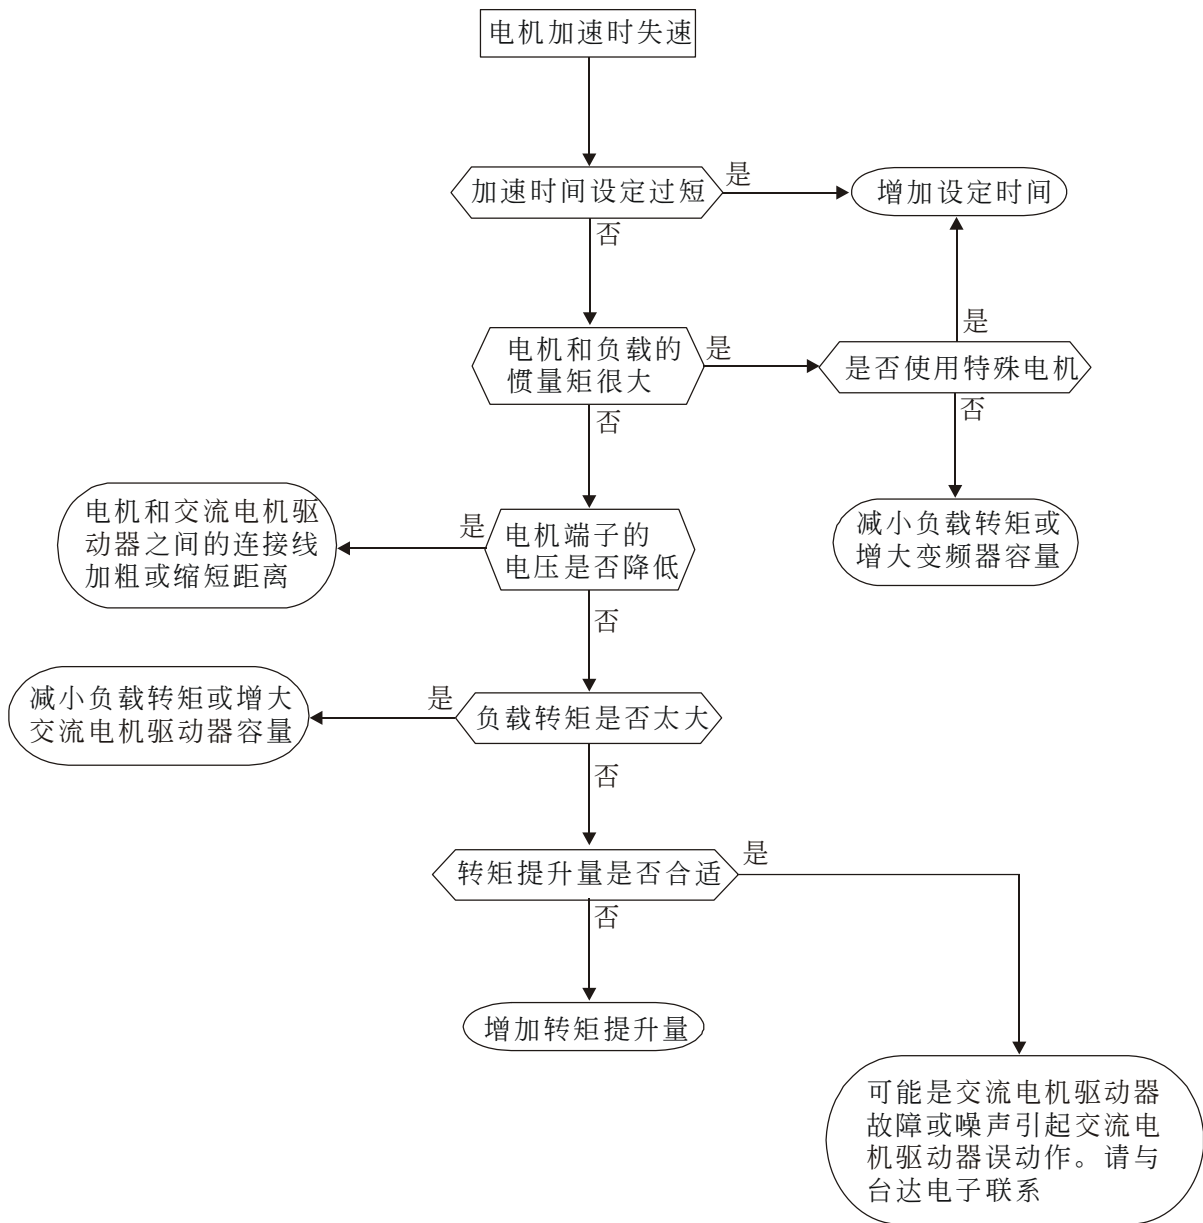 电机加速时失速
加速时间设定过短
是
增加设定时间
否
电机和负载的
惯量矩很大
是
是
是否使用特殊电机
否
否
减小负载转矩或
增大变频器容量
电机和交流电机驱
动器之间的连接线
加粗或缩短距离
是
电机端子的
电压是否降低
否
减小负载转矩或增大
交流电机驱动器容量
是
负载转矩是否太大
否
转矩提升量是否合适
是
否
增加转矩提升量
可能是交流电机驱动器
故障或噪声引起交流电
机驱动器误动作。请与
台达电子联系